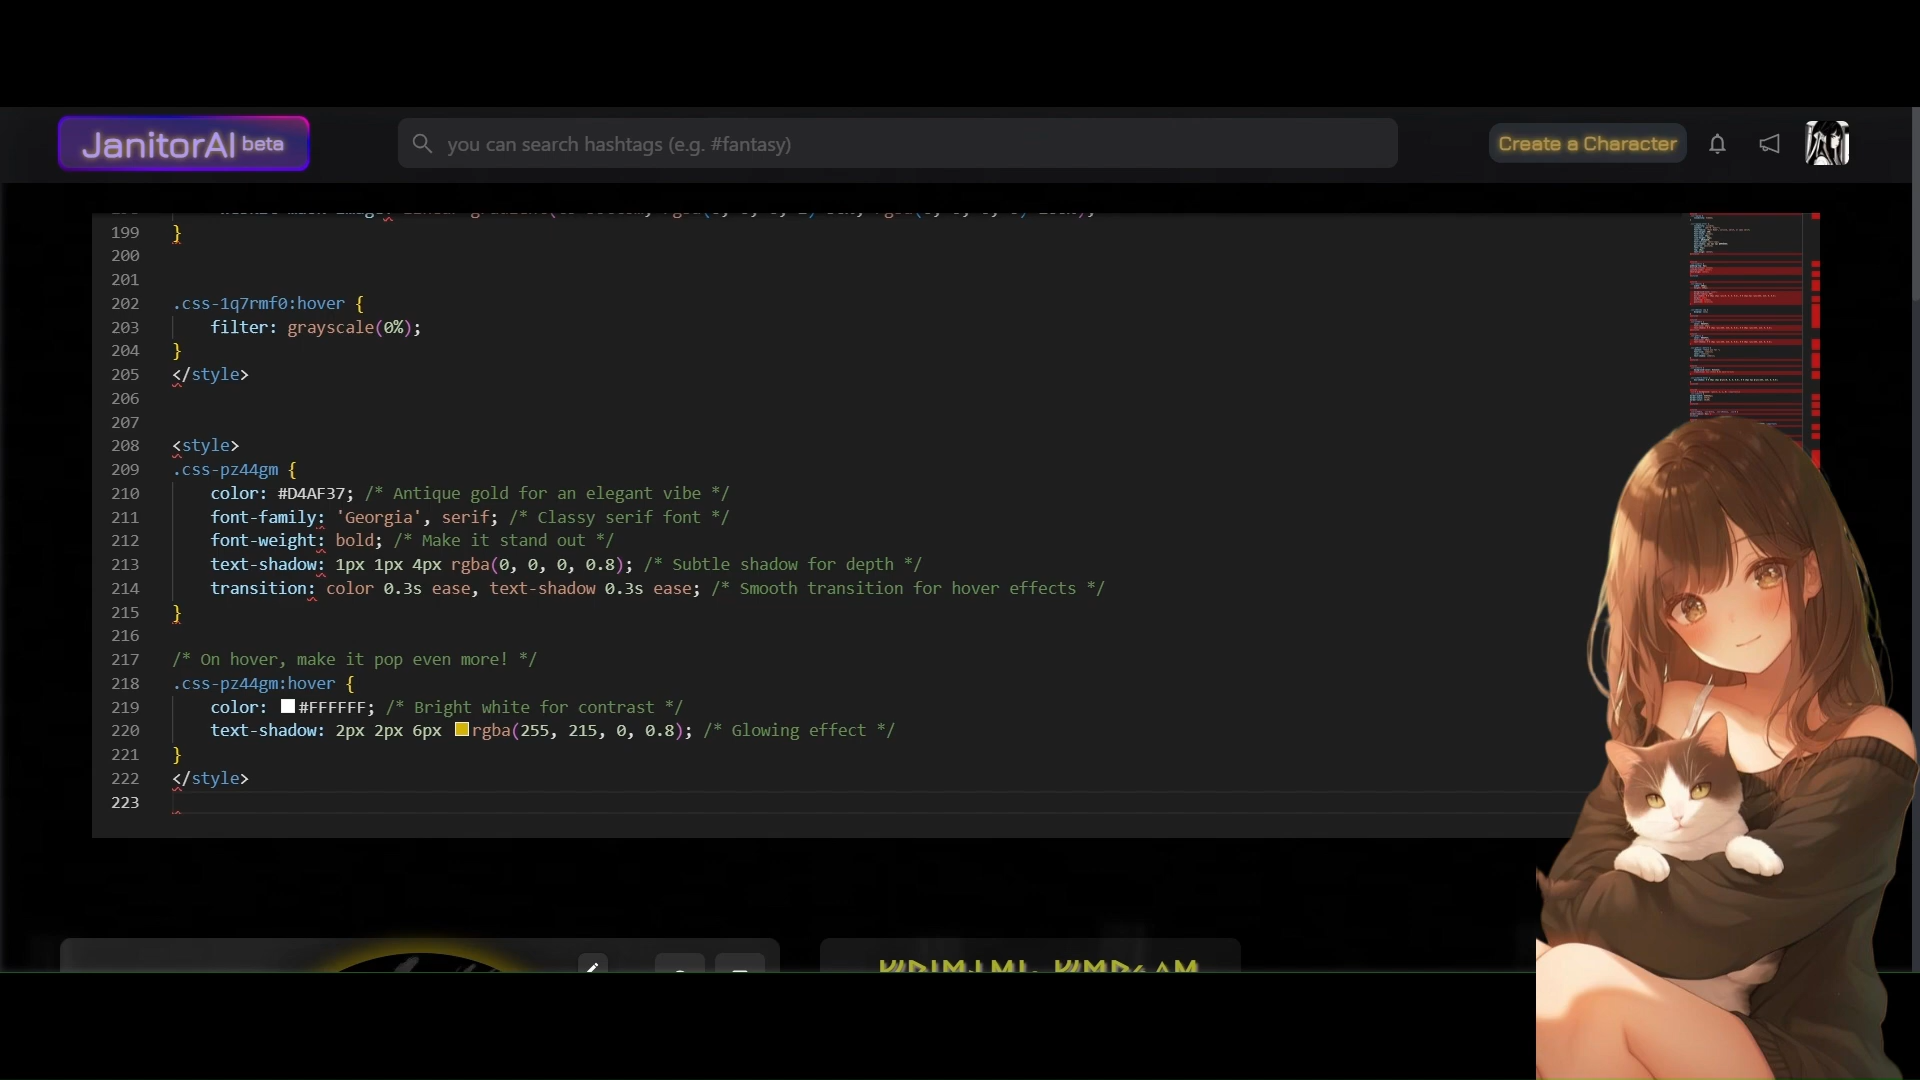 JanitorAI beta
you can search hashtags (e.g. #fantasy)
Create a Character
199 }
200
201
202 .css-1q7rmf0:hover {
203 filter: grayscale(0%);
204 }
205 </style>
206
207
208 <style>
209 .css-pz44gm {
210 color: #D4AF37; /* Antique gold for an elegant vibe */
211 font-family: 'Georgia', serif; /* Classy serif font */
212 font-weight: bold; /* Make it stand out */
213 text-shadow: 1px 1px 4px rgba(0, 0, 0, 0.8); /* Subtle shadow for depth */
214 transition: color 0.3s ease, text-shadow 0.3s ease; /* Smooth transition for hover effects */
215 }
216
217 /* On hover, make it pop even more! */
218 .css-pz44gm:hover {
219 color: #FFFFFF; /* Bright white for contrast */
220 text-shadow: 2px 2px 6px rgba(255, 215, 0, 0.8); /* Glowing effect */
221 }
222 </style>
223